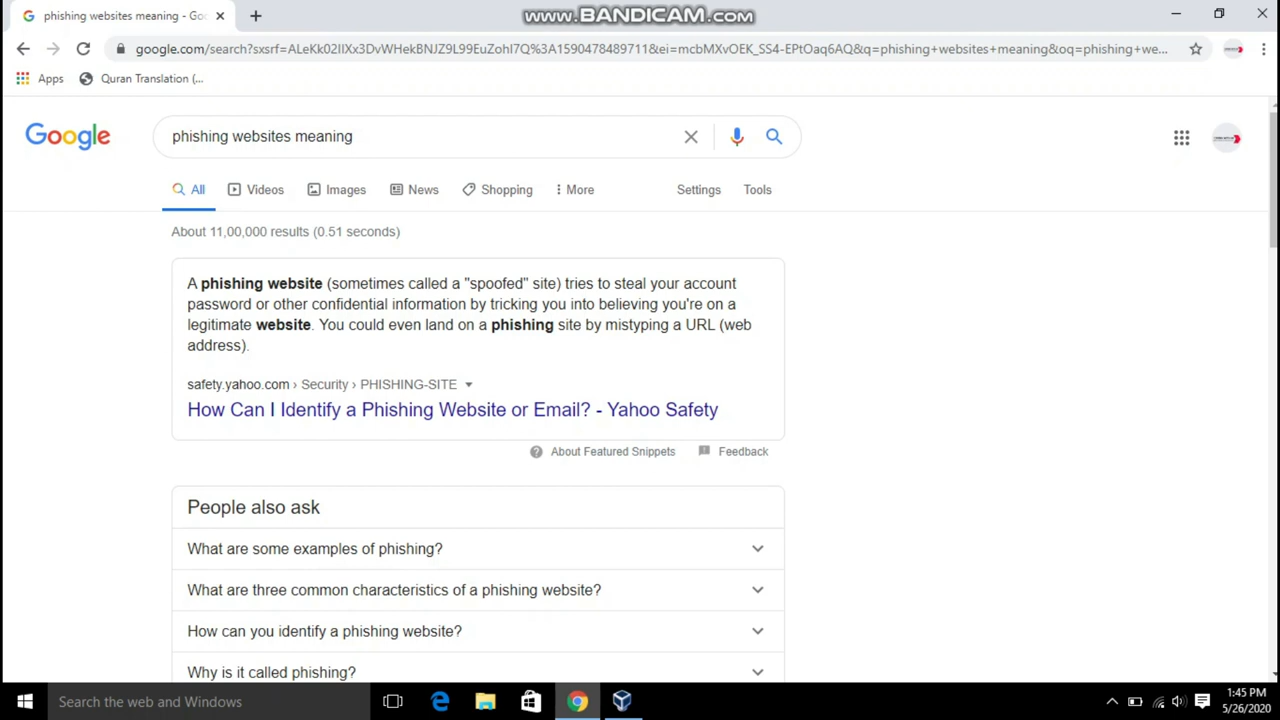 phishing websites meaning - Goo
www.BANDICAM.com
google.com/search?sxsrf=ALeKk02IIXx3DvWHekBNJZ9L99EuZohI7Q%3A1590478489711&ei=mcbMXvOEK_SS4-EPtOaq6AQ&q=phishing+websites+meaning&oq=phishing+we...
Apps Quran Translation (...
Google
phishing websites meaning
All Videos Images News Shopping More Settings Tools
About 11,00,000 results (0.51 seconds)
A phishing website (sometimes called a "spoofed" site) tries to steal your account
password or other confidential information by tricking you into believing you're on a
legitimate website. You could even land on a phishing site by mistyping a URL (web
address).
safety.yahoo.com › Security › PHISHING-SITE
How Can I Identify a Phishing Website or Email? - Yahoo Safety
About Featured Snippets Feedback
People also ask
What are some examples of phishing?
What are three common characteristics of a phishing website?
How can you identify a phishing website?
Why is it called phishing?
Search the web and Windows
1:45 PM
5/26/2020